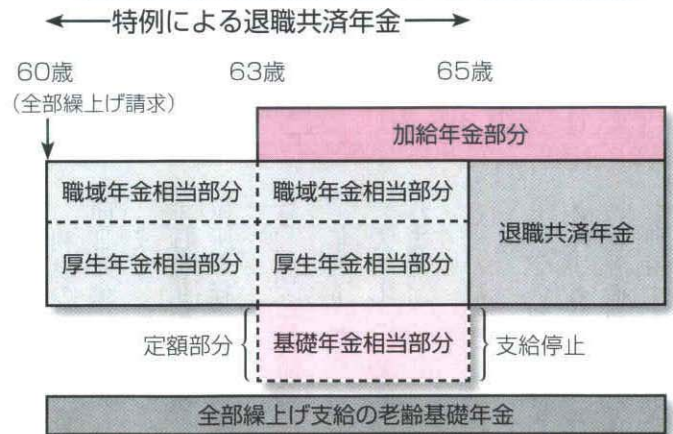 特例による退職共済年金
60歳 63歳 65歳
(全部繰上げ請求)
加給年金部分
職域年金相当部分 職域年金相当部分
退職共済年金
厚生年金相当部分 厚生年金相当部分
定額部分 基礎年金相当部分 支給停止
全部繰上げ支給の老齢基礎年金